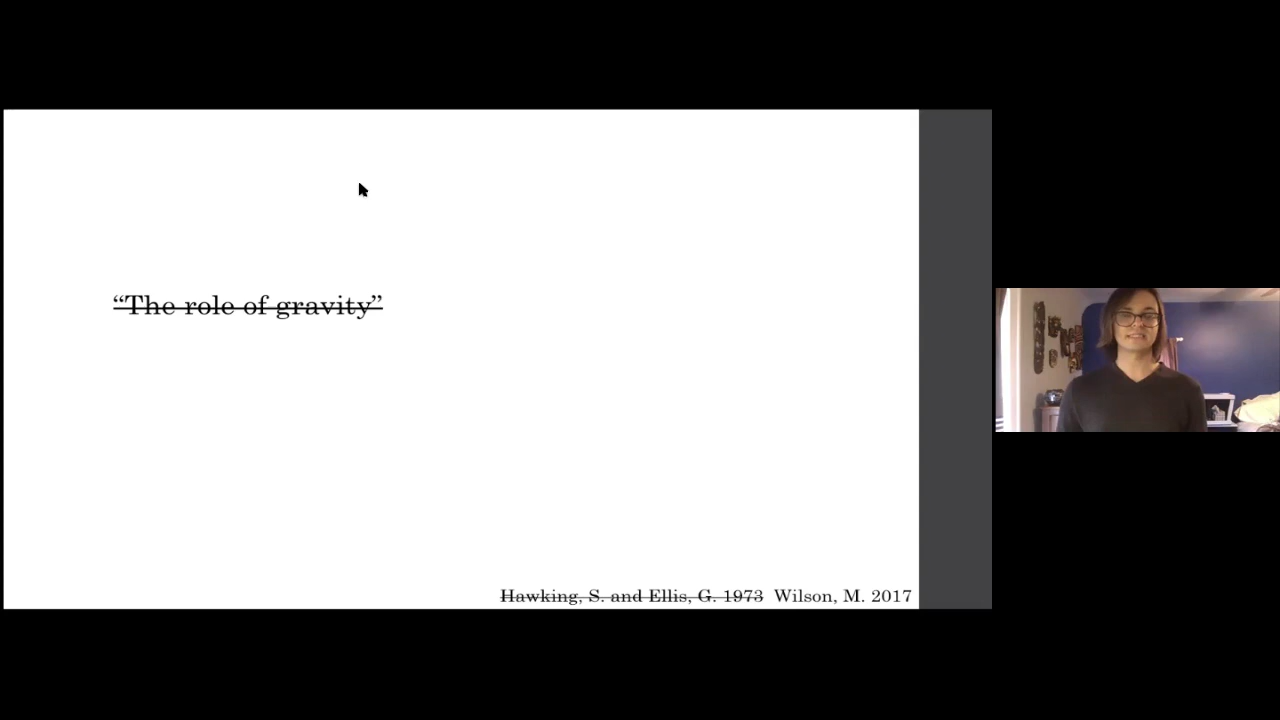 “The role of gravity”
Hawking, S. and Ellis, G. 1973 Wilson, M. 2017